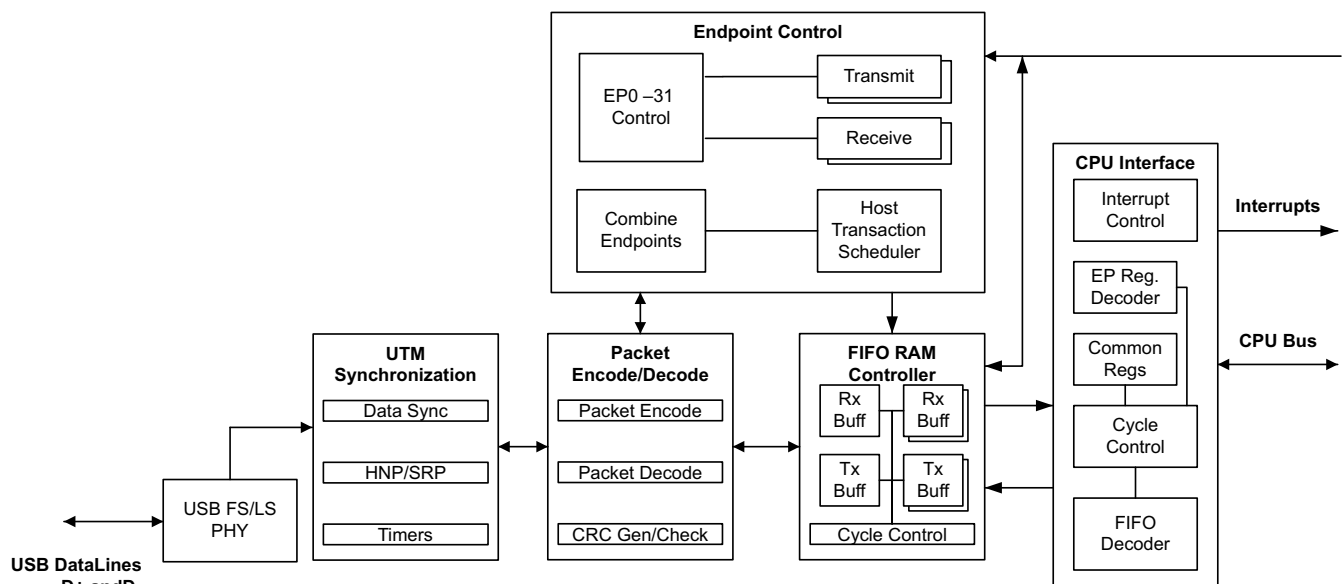 Endpoint Control
EP0 –31
Control
Transmit
Receive
Combine
Endpoints
Host
Transaction
Scheduler
CPU Interface
Interrupt
Control
EP Reg.
Decoder
Common
Regs
Cycle
Control
FIFO
Decoder
Interrupts
CPU Bus
UTM
Synchronization
Data Sync
HNP/SRP
Timers
Packet
Encode/Decode
Packet Encode
Packet Decode
CRC Gen/Check
FIFO RAM
Controller
Rx
Buff
Rx
Buff
Tx
Buff
Tx
Buff
Cycle Control
USB FS/LS
PHY
USB DataLines